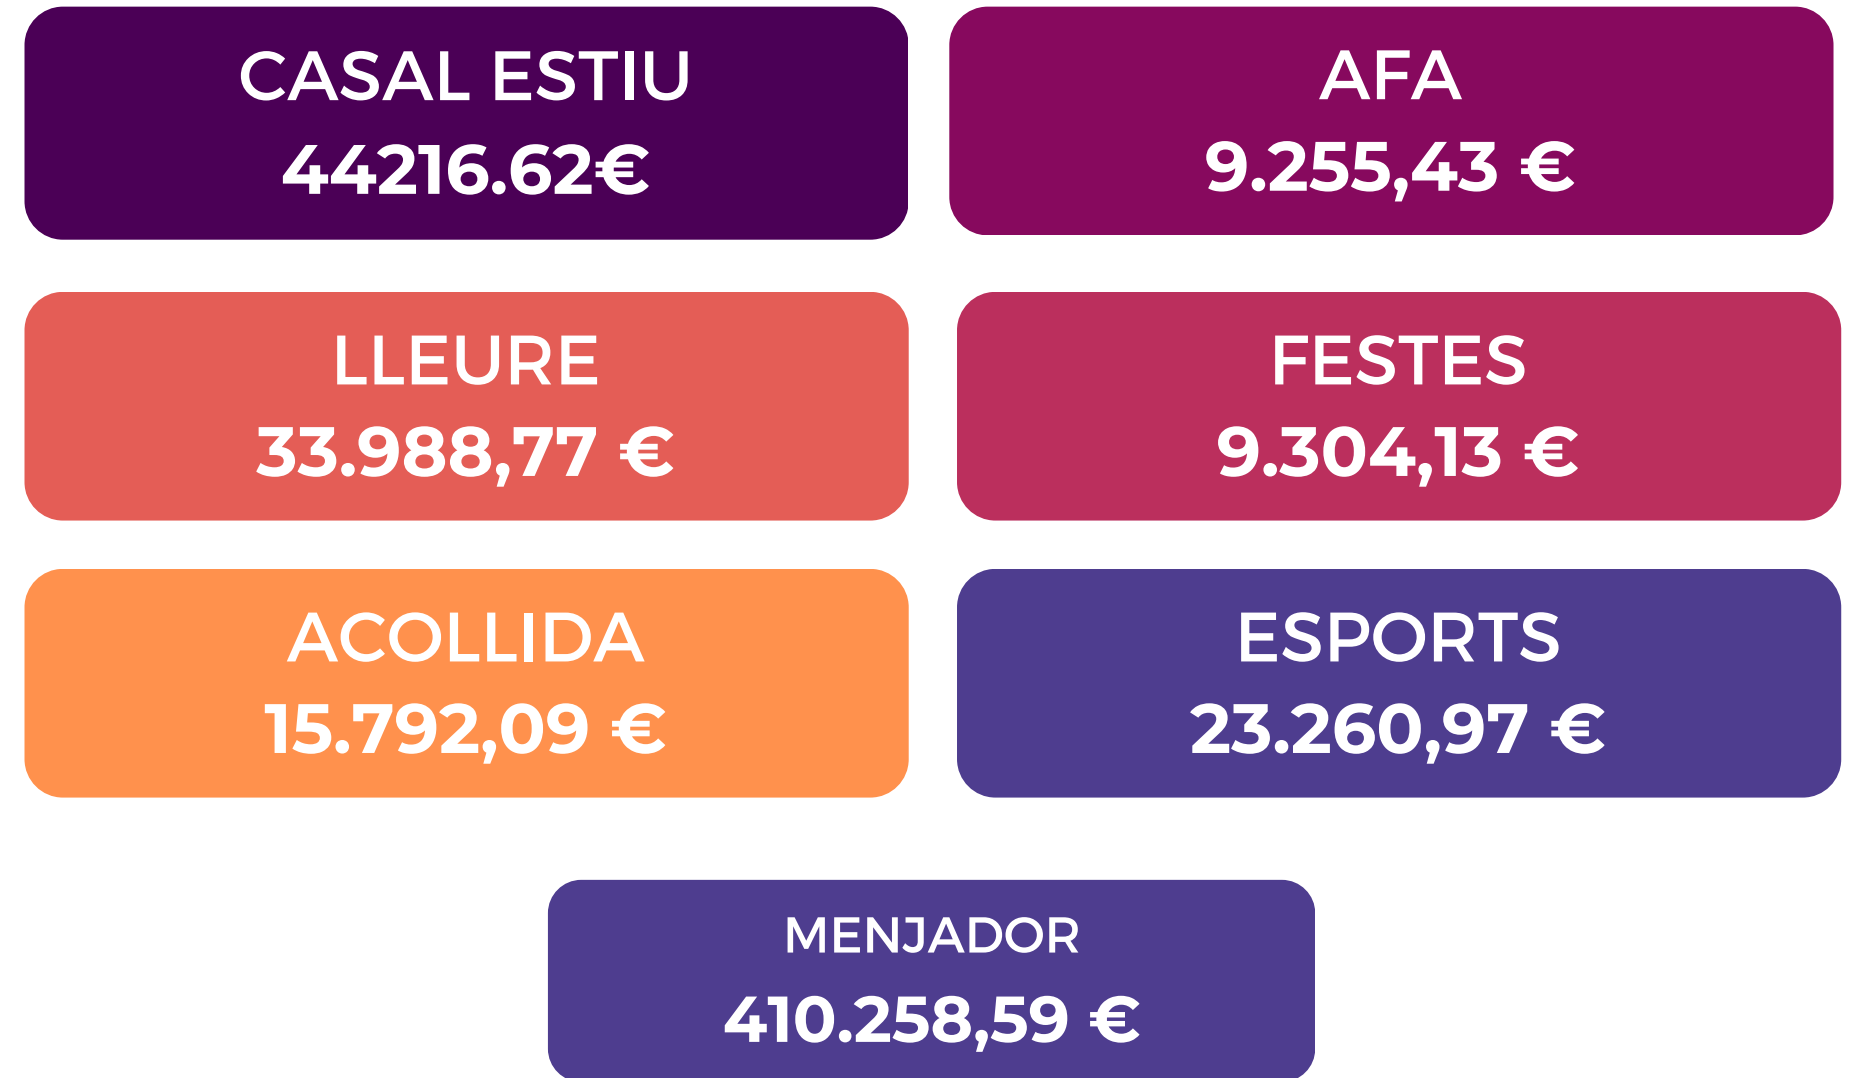 CASAL ESTIU
44216.62€
AFA
9.255,43 €
LLEURE
33.988,77 €
FESTES
9.304,13 €
ACOLLIDA
15.792,09 €
ESPORTS
23.260,97 €
MENJADOR
410.258,59 €